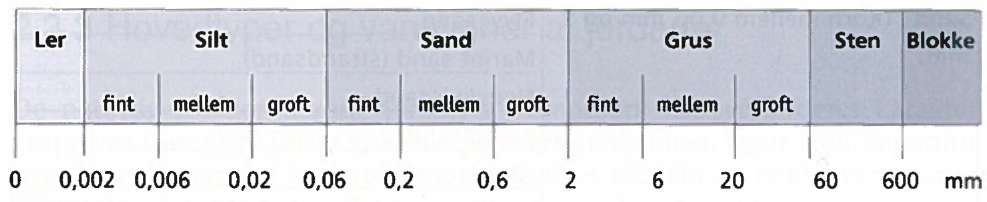 Ler Silt Sand Grus Sten Blokke
fint mellem groft fint mellem groft fint mellem groft
0 0,002 0,006 0,02 0,06 0,2 0,6 2 6 20 60 600 mm